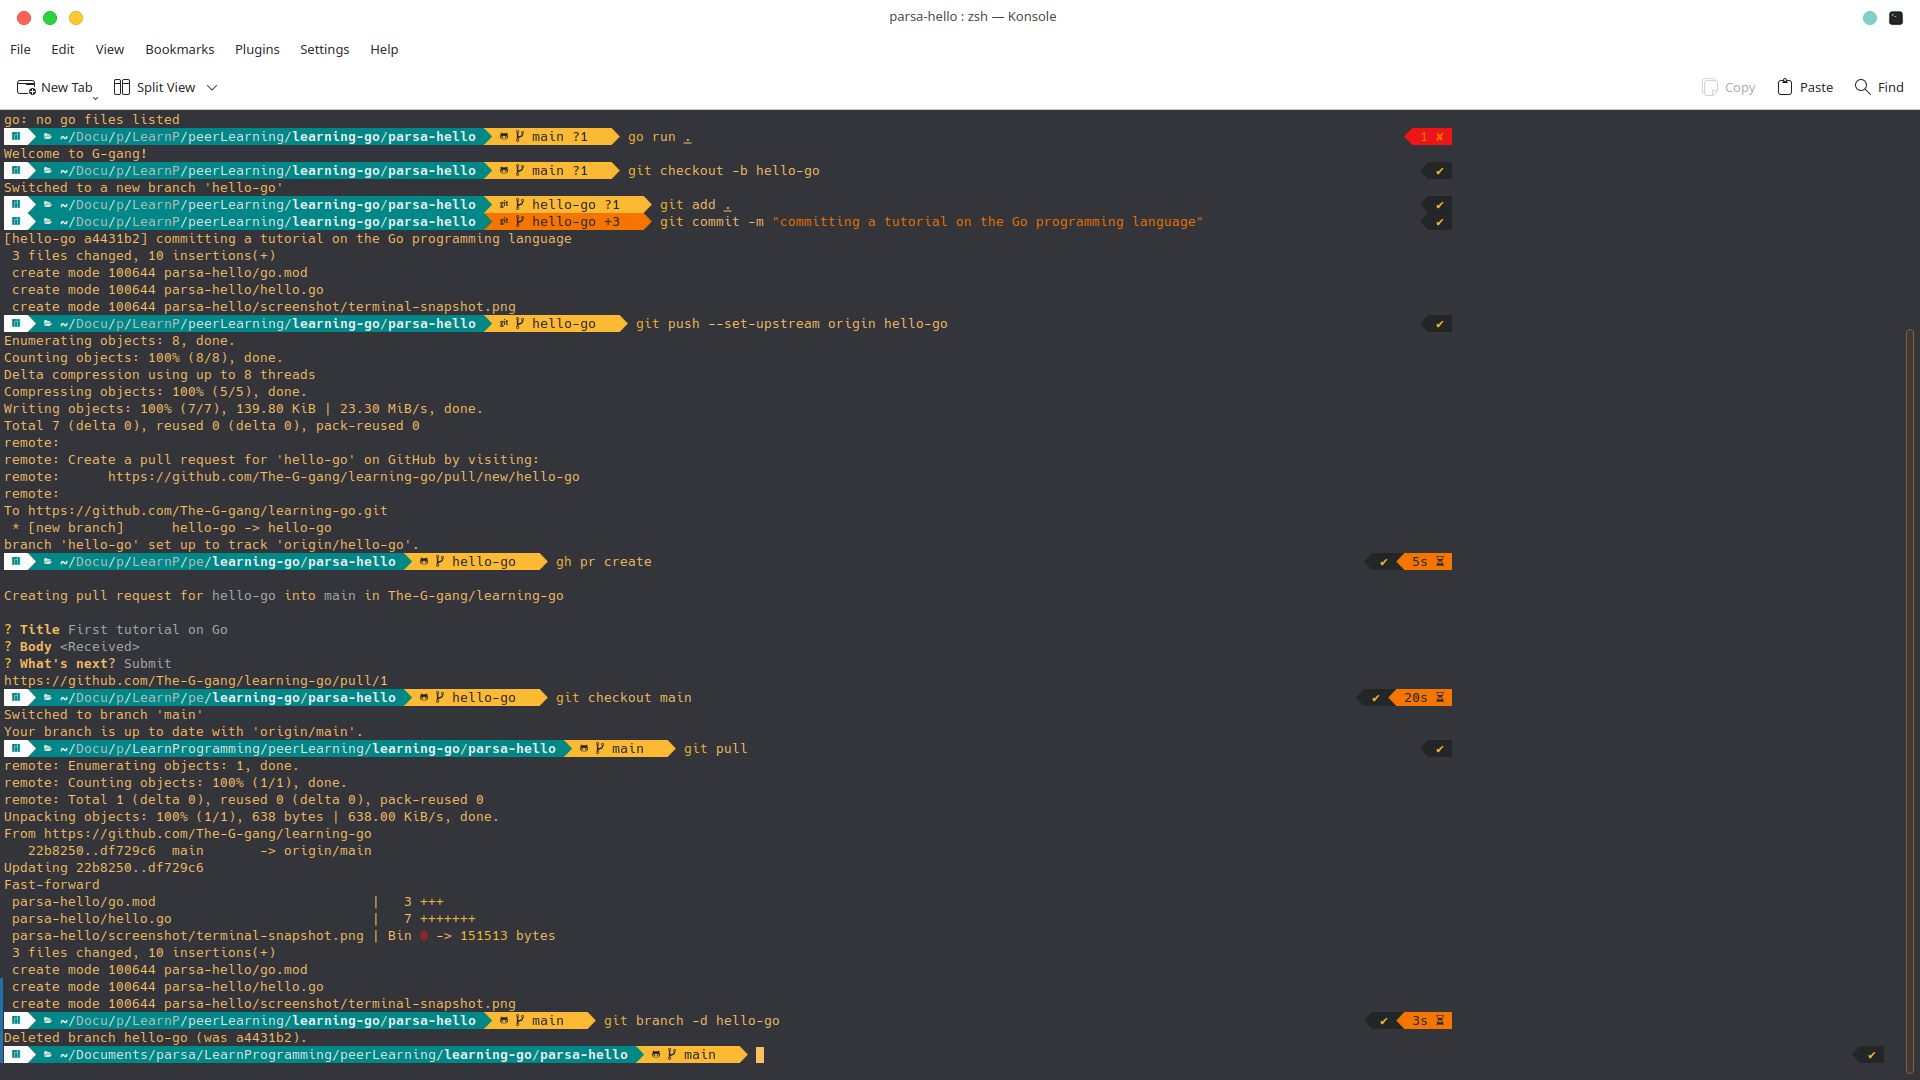 parsa-hello : zsh — Konsole
File Edit View Bookmarks Plugins Settings Help
New Tab Split View Copy Paste Find
go: no go files listed
~/Docu/p/LearnP/peerLearning/learning-go/parsa-hello main ?1 go run . 1 ✘
Welcome to G-gang!
~/Docu/p/LearnP/peerLearning/learning-go/parsa-hello main ?1 git checkout -b hello-go ✔
Switched to a new branch 'hello-go'
~/Docu/p/LearnP/peerLearning/learning-go/parsa-hello git hello-go ?1 git add . ✔
~/Docu/p/LearnP/peerLearning/learning-go/parsa-hello git hello-go +3 git commit -m "committing a tutorial on the Go programming language" ✔
[hello-go a4431b2] committing a tutorial on the Go programming language
3 files changed, 10 insertions(+)
create mode 100644 parsa-hello/go.mod
create mode 100644 parsa-hello/hello.go
create mode 100644 parsa-hello/screenshot/terminal-snapshot.png
~/Docu/p/LearnP/peerLearning/learning-go/parsa-hello git hello-go git push --set-upstream origin hello-go ✔
Enumerating objects: 8, done.
Counting objects: 100% (8/8), done.
Delta compression using up to 8 threads
Compressing objects: 100% (5/5), done.
Writing objects: 100% (7/7), 139.80 KiB | 23.30 MiB/s, done.
Total 7 (delta 0), reused 0 (delta 0), pack-reused 0
remote:
remote: Create a pull request for 'hello-go' on GitHub by visiting:
remote:      https://github.com/The-G-gang/learning-go/pull/new/hello-go
remote:
To https://github.com/The-G-gang/learning-go.git
* [new branch]      hello-go -> hello-go
branch 'hello-go' set up to track 'origin/hello-go'.
~/Docu/p/LearnP/pe/learning-go/parsa-hello hello-go gh pr create ✔ 5s
Creating pull request for hello-go into main in The-G-gang/learning-go
? Title First tutorial on Go
? Body <Received>
? What's next? Submit
https://github.com/The-G-gang/learning-go/pull/1
~/Docu/p/LearnP/pe/learning-go/parsa-hello hello-go git checkout main ✔ 20s
Switched to branch 'main'
Your branch is up to date with 'origin/main'.
~/Docu/p/LearnProgramming/peerLearning/learning-go/parsa-hello main git pull ✔
remote: Enumerating objects: 1, done.
remote: Counting objects: 100% (1/1), done.
remote: Total 1 (delta 0), reused 0 (delta 0), pack-reused 0
Unpacking objects: 100% (1/1), 638 bytes | 638.00 KiB/s, done.
From https://github.com/The-G-gang/learning-go
22b8250..df729c6  main       -> origin/main
Updating 22b8250..df729c6
Fast-forward
parsa-hello/go.mod                           |   3 +++
parsa-hello/hello.go                         |   7 +++++++
parsa-hello/screenshot/terminal-snapshot.png | Bin 0 -> 151513 bytes
3 files changed, 10 insertions(+)
create mode 100644 parsa-hello/go.mod
create mode 100644 parsa-hello/hello.go
create mode 100644 parsa-hello/screenshot/terminal-snapshot.png
~/Docu/p/LearnP/peerLearning/learning-go/parsa-hello main git branch -d hello-go ✔ 3s
Deleted branch hello-go (was a4431b2).
~/Documents/parsa/LearnProgramming/peerLearning/learning-go/parsa-hello main ✔